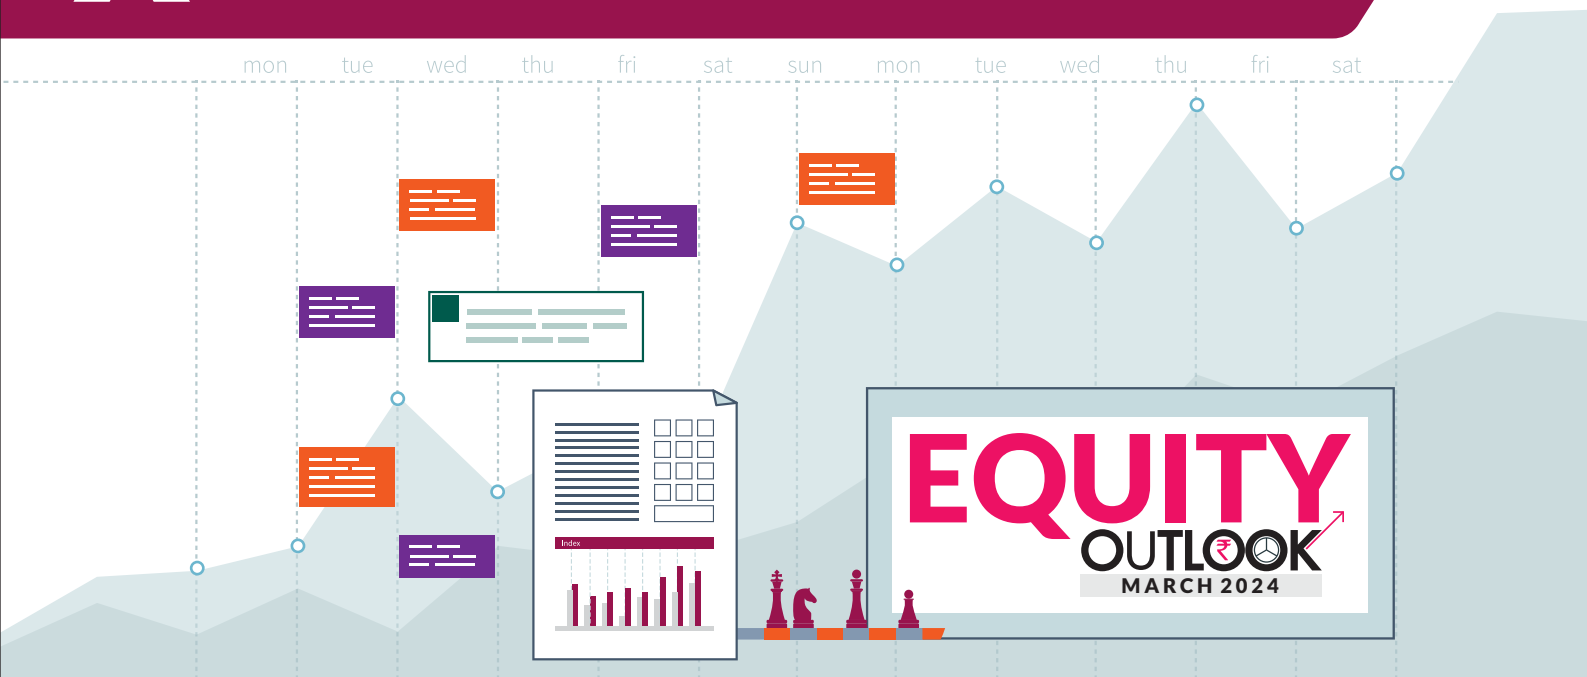 mon tue wed thu fri sat sun mon tue wed thu fri sat
Index
EQUITY
OUTLOOK
₹
MARCH 2024